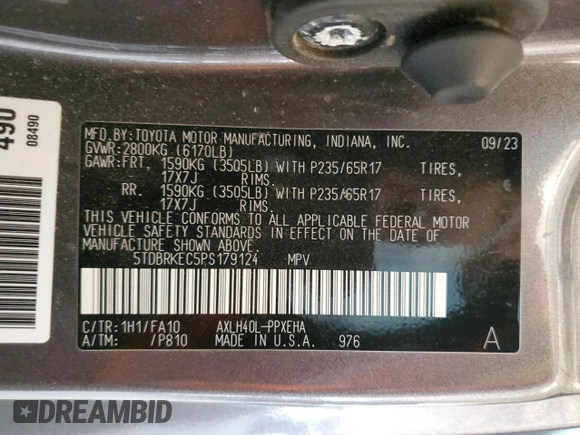 490
08490
MFD.BY:TOYOTA MOTOR MANUFACTURING, INDIANA, INC. 09/23
GVWR:2800KG (6170LB)
GAWR:FRT. 1590KG (3505LB) WITH P235/65R17 TIRES,
17X7J RIMS.
RR. 1590KG (3505LB) WITH P235/65R17 TIRES,
17X7J RIMS.
THIS VEHICLE CONFORMS TO ALL APPLICABLE FEDERAL MOTOR
VEHICLE SAFETY STANDARDS IN EFFECT ON THE DATE OF
MANUFACTURE SHOWN ABOVE.
5TDBRKEC5PS179124 MPV
C/TR:1H1/FA10 AXLH40L-PPXEHA
A/TM: /P810 MADE IN U.S.A. 976 A
DREAMBID